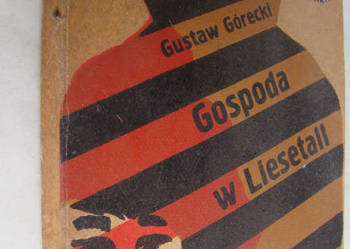 Gustaw Górecki
Gospoda
w Liesetall